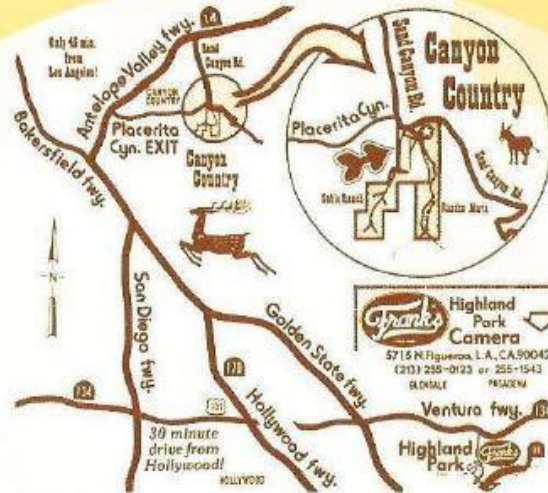 Only 45 min.
from
Los Angeles!
Antelope Valley fwy.
14
Sand
Canyon Rd.
CANYON
COUNTRY
Placerita
Cyn. EXIT
Canyon
Country
Bakersfield fwy.
Canyon
Country
Sand Canyon Rd.
Placerita Cyn.
Sand Canyon Rd.
Rancho Maria
-N-
San Diego fwy.
Golden State fwy.
Hollywood fwy.
Ventura fwy.
101
30 minute
drive from
Hollywood!
HOLLYWOOD
Frank's
Highland
Park
Camera
5715 N. Figueroa, L.A., CA. 90042
(213) 255-0123 or 255-1543
GLENDALE PASADENA
Highland
Park
Frank's